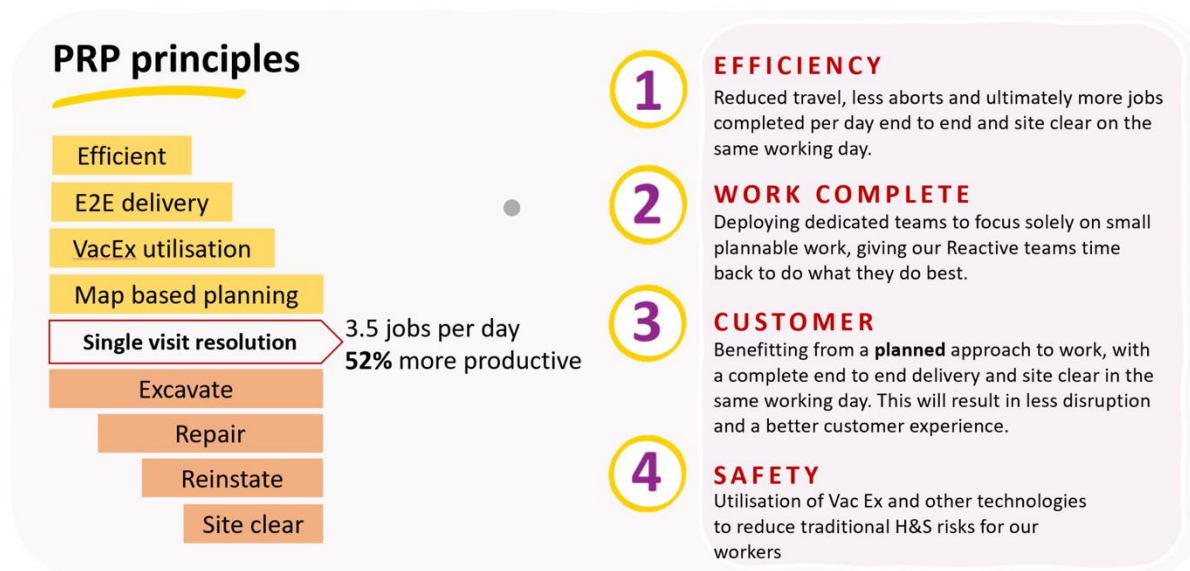 PRP principles
Efficient
E2E delivery
VacEx utilisation
Map based planning
Single visit resolution
3.5 jobs per day
52% more productive
Excavate
Repair
Reinstate
Site clear
1
EFFICIENCY
Reduced travel, less aborts and ultimately more jobs
completed per day end to end and site clear on the
same working day.
2
WORK COMPLETE
Deploying dedicated teams to focus solely on small
plannable work, giving our Reactive teams time
back to do what they do best.
3
CUSTOMER
Benefitting from a planned approach to work, with
a complete end to end delivery and site clear in the
same working day. This will result in less disruption
and a better customer experience.
4
SAFETY
Utilisation of Vac Ex and other technologies
to reduce traditional H&S risks for our
workers